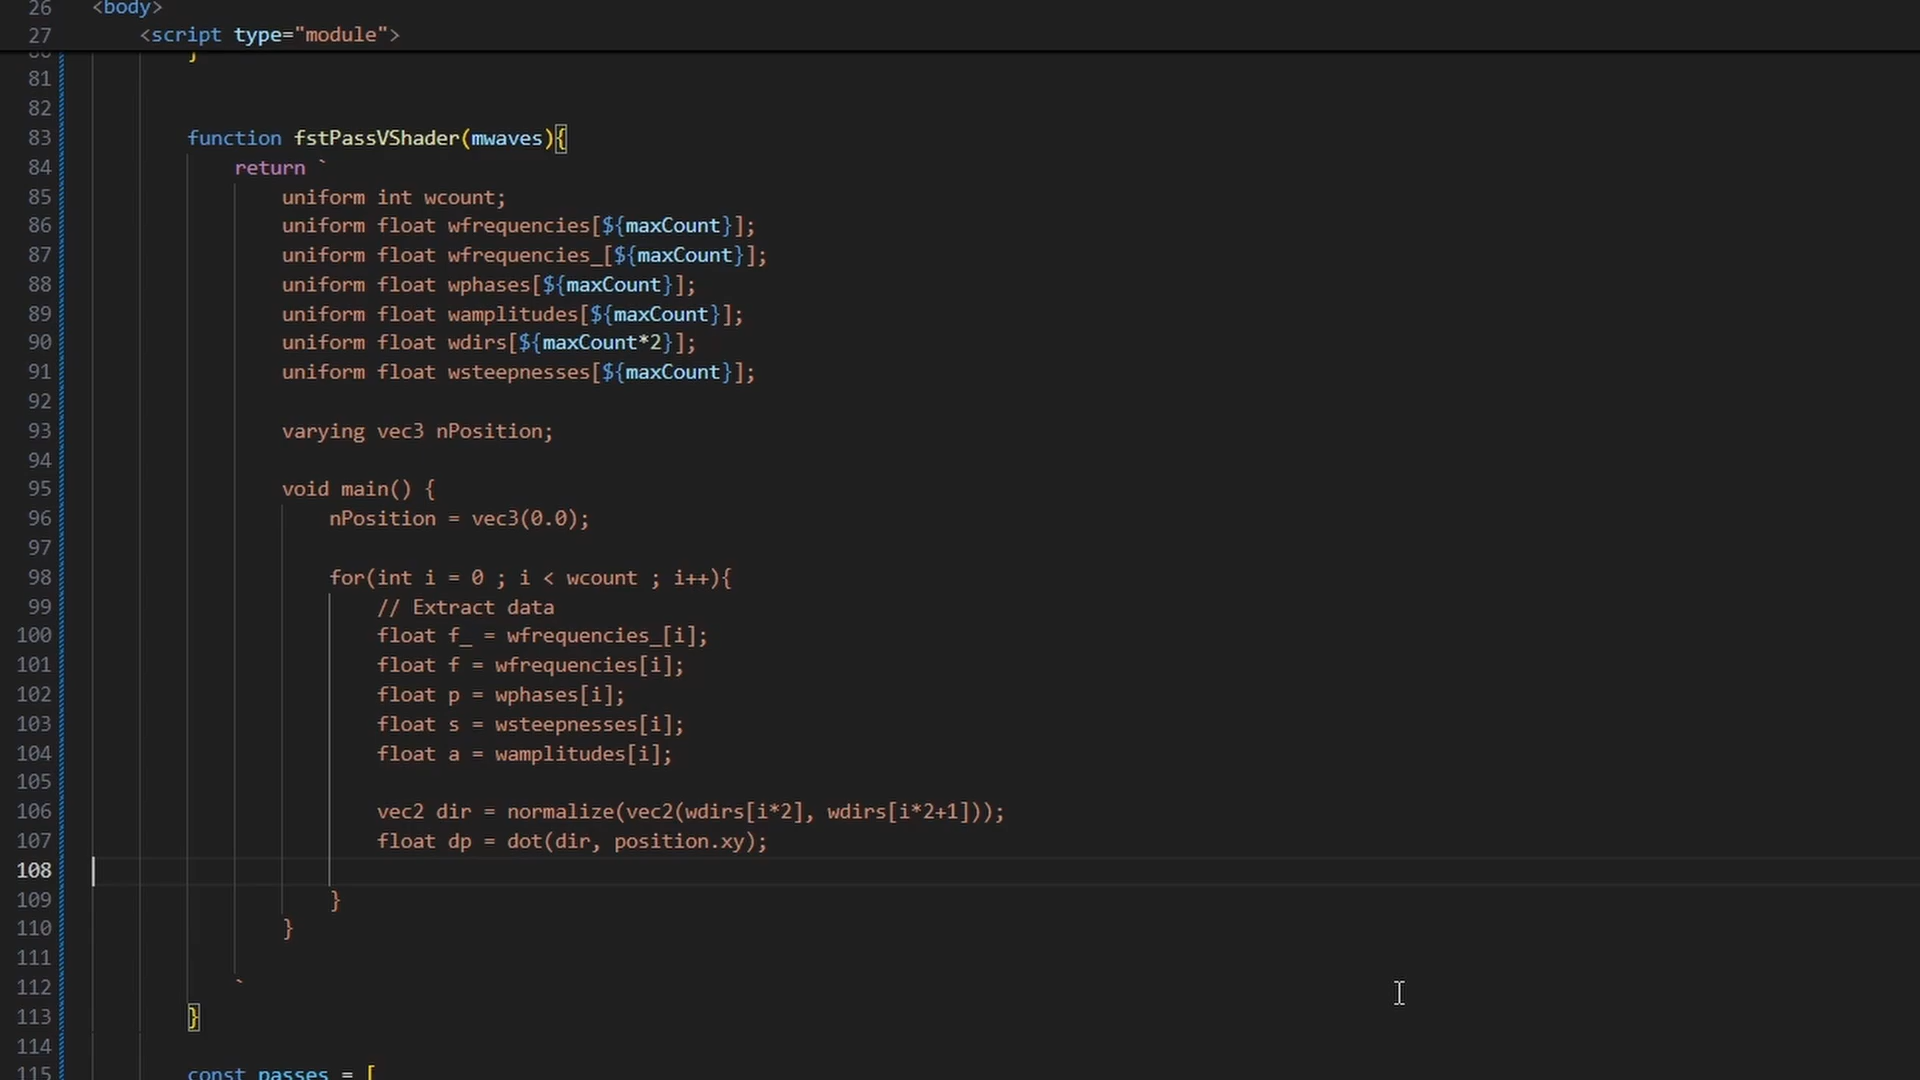 26 <body>
27 <script type="module">
80 }
81
82
83 function fstPassVShader(mwaves){
84 return `
85 uniform int wcount;
86 uniform float wfrequencies[${maxCount}];
87 uniform float wfrequencies_[${maxCount}];
88 uniform float wphases[${maxCount}];
89 uniform float wamplitudes[${maxCount}];
90 uniform float wdirs[${maxCount*2}];
91 uniform float wsteepnesses[${maxCount}];
92
93 varying vec3 nPosition;
94
95 void main() {
96 nPosition = vec3(0.0);
97
98 for(int i = 0 ; i < wcount ; i++){
99 // Extract data
100 float f_ = wfrequencies_[i];
101 float f = wfrequencies[i];
102 float p = wphases[i];
103 float s = wsteepnesses[i];
104 float a = wamplitudes[i];
105
106 vec2 dir = normalize(vec2(wdirs[i*2], wdirs[i*2+1]));
107 float dp = dot(dir, position.xy);
108
109 }
110 }
111
112 `
113 }
114
115 const passes = [